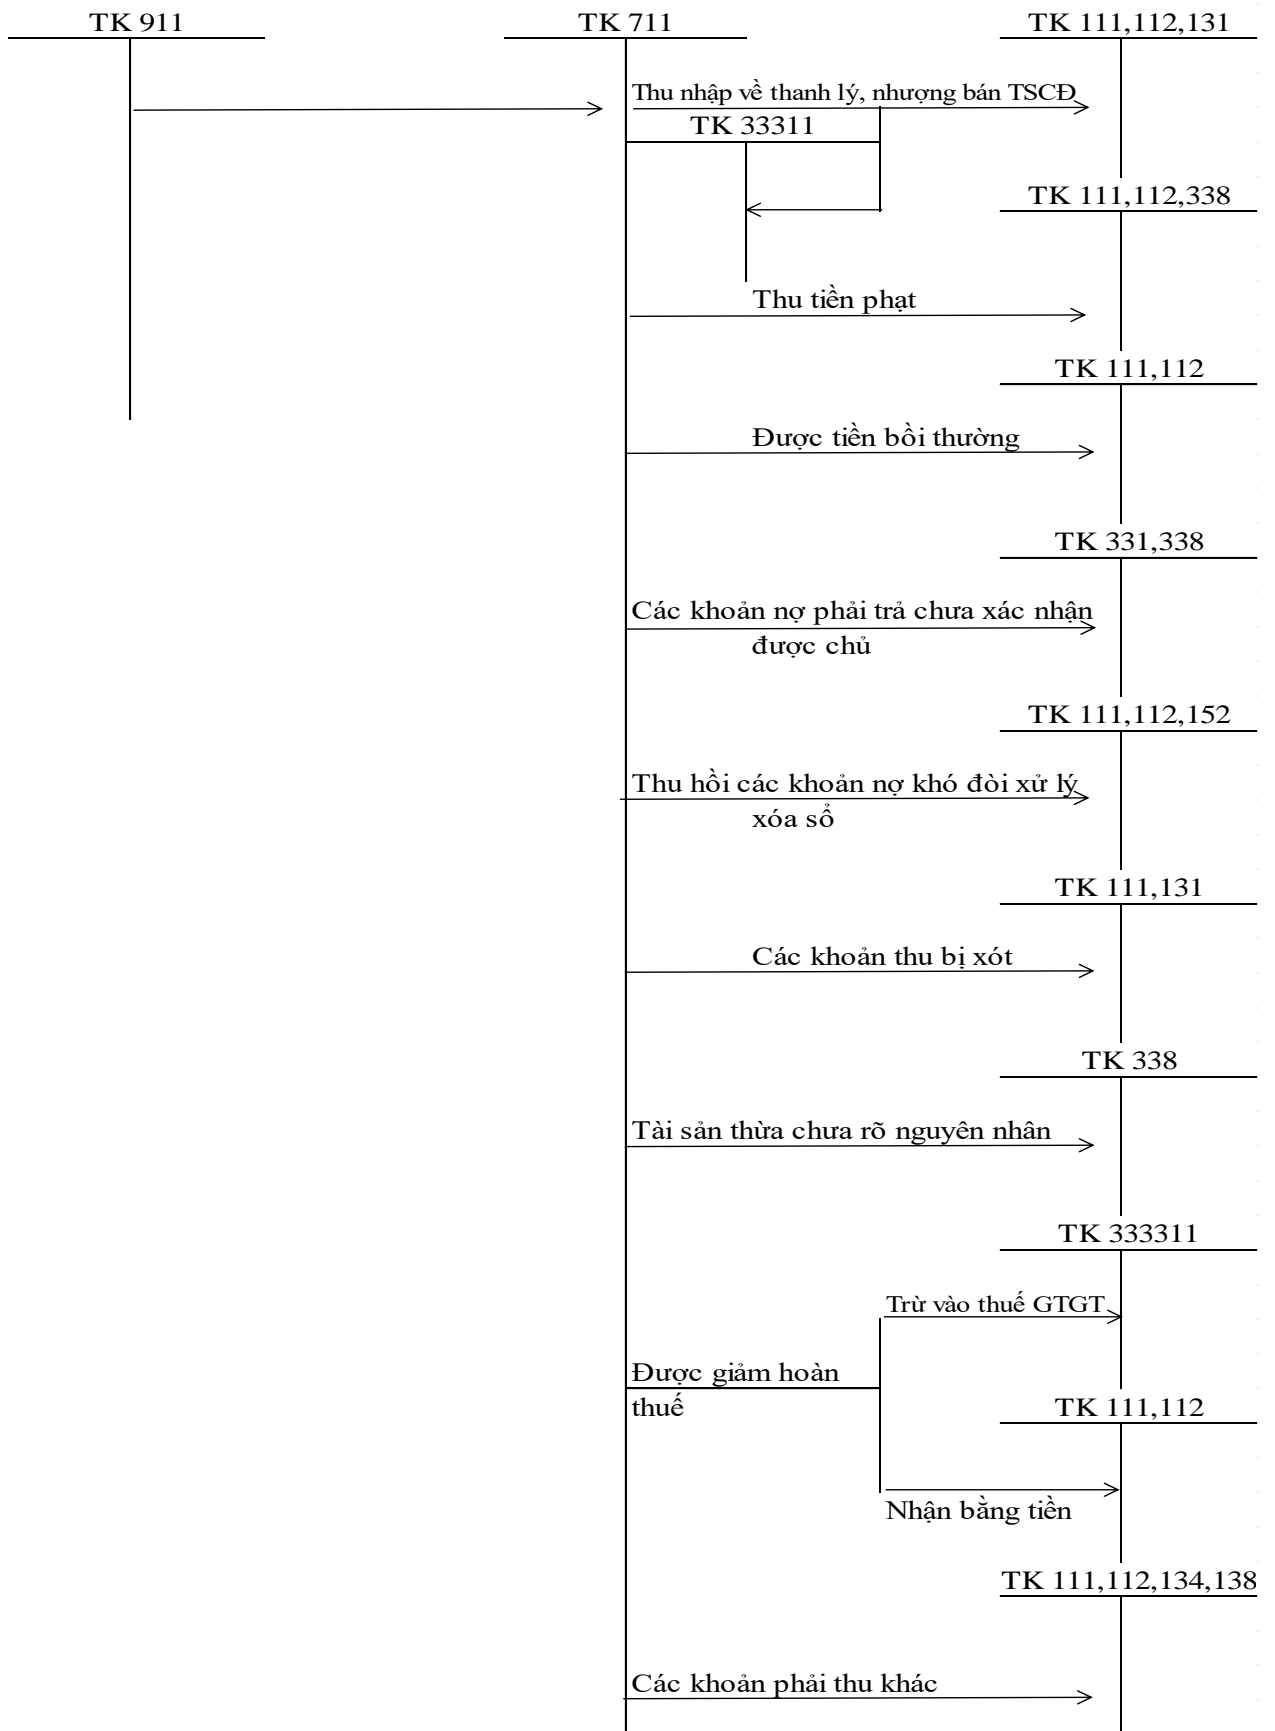 TK 911
TK 711
TK 111,112,131
Thu nhập về thanh lý, nhượng bán TSCĐ
TK 33311
TK 111,112,338
Thu tiền phạt
TK 111,112
Được tiền bồi thường
TK 331,338
Các khoản nợ phải trả chưa xác nhận
được chủ
TK 111,112,152
Thu hồi các khoản nợ khó đòi xử lý
xóa sổ
TK 111,131
Các khoản thu bị xót
TK 338
Tài sản thừa chưa rõ nguyên nhân
TK 333311
Trừ vào thuế GTGT
Được giảm hoàn
thuế
TK 111,112
Nhận bằng tiền
TK 111,112,134,138
Các khoản phải thu khác